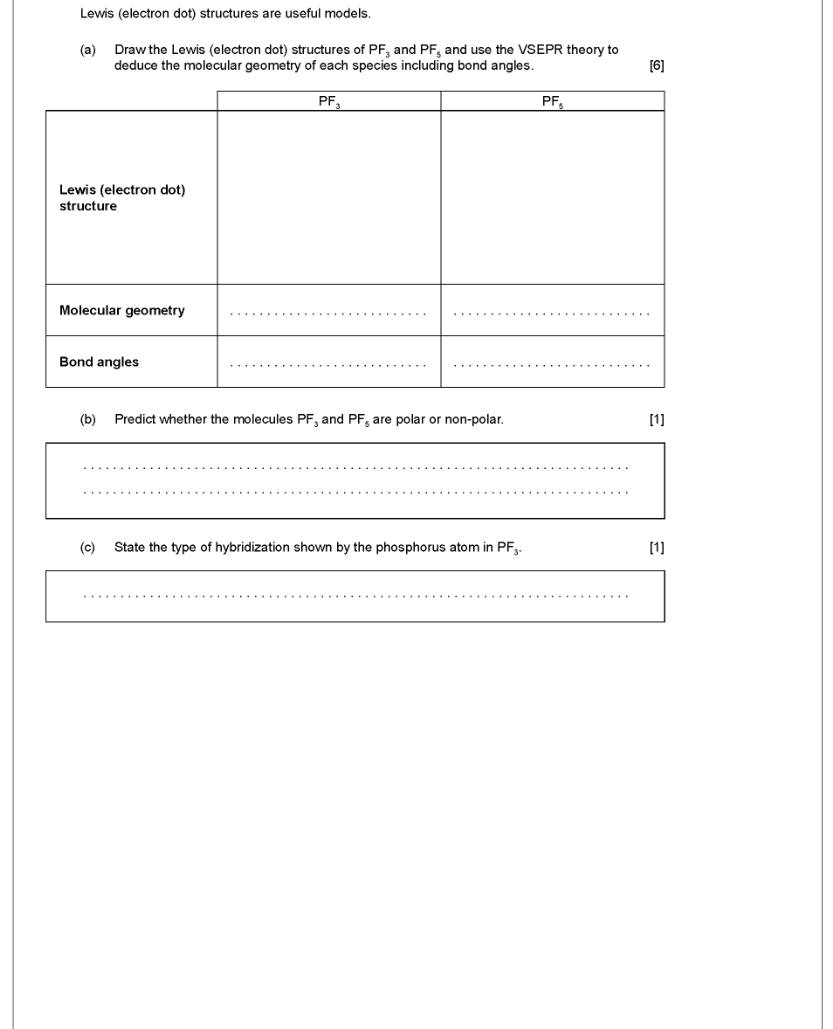 Lewis (electron dot) structures are useful models.
(a) Draw the Lewis (electron dot) structures of PF₃ and PF₅ and use the VSEPR theory to
deduce the molecular geometry of each species including bond angles. [6]
PF₃ PF₅
Lewis (electron dot)
structure
Molecular geometry
Bond angles
(b) Predict whether the molecules PF₃ and PF₅ are polar or non-polar. [1]
(c) State the type of hybridization shown by the phosphorus atom in PF₃. [1]